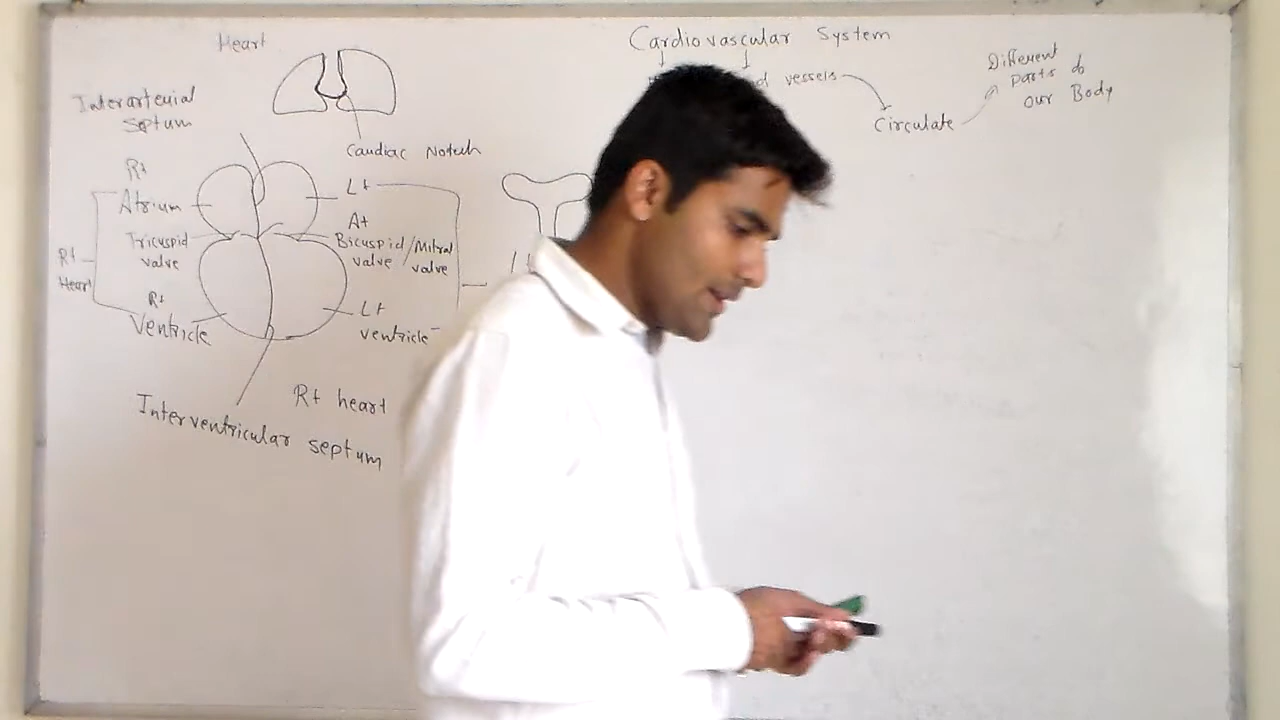 Heart
Interarterial
septum
Cardiac Notch
Rt
Atrium
Lt
At
Tricuspid
valve
Bicuspid / Mitral
valve valve
Rt
Heart
Rt
Ventricle
Lt
ventricle
Rt heart
Interventricular septum
Cardiovascular System
vessels
Circulate
Different
parts of
our Body